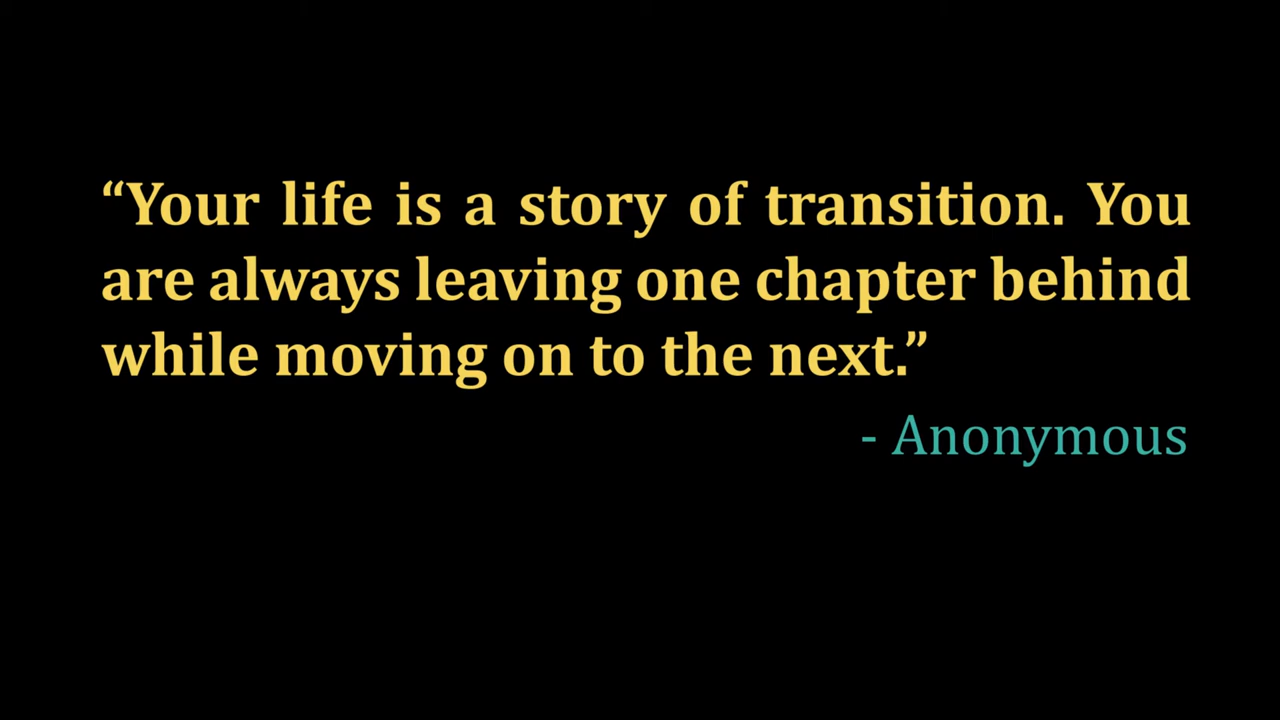 “Your life is a story of transition. You
are always leaving one chapter behind
while moving on to the next.”
- Anonymous